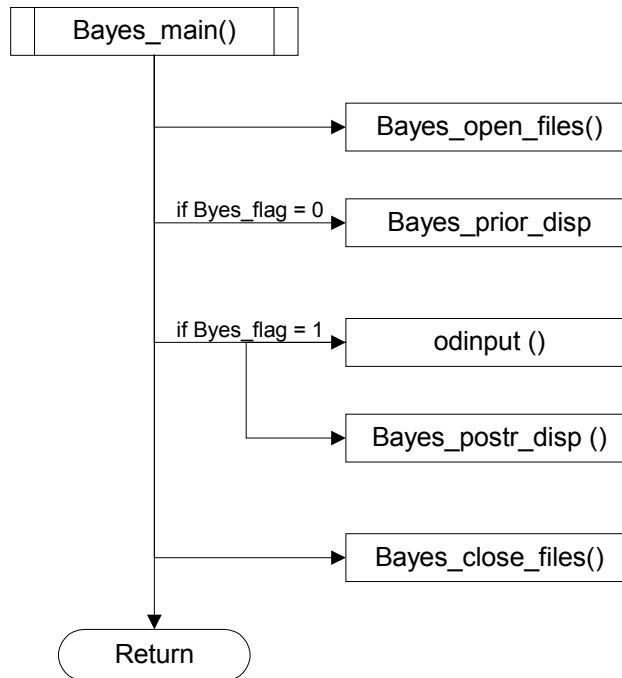 Bayes_main()
Bayes_open_files()
if Byes_flag = 0
Bayes_prior_disp
if Byes_flag = 1
odinput ()
Bayes_postr_disp ()
Bayes_close_files()
Return